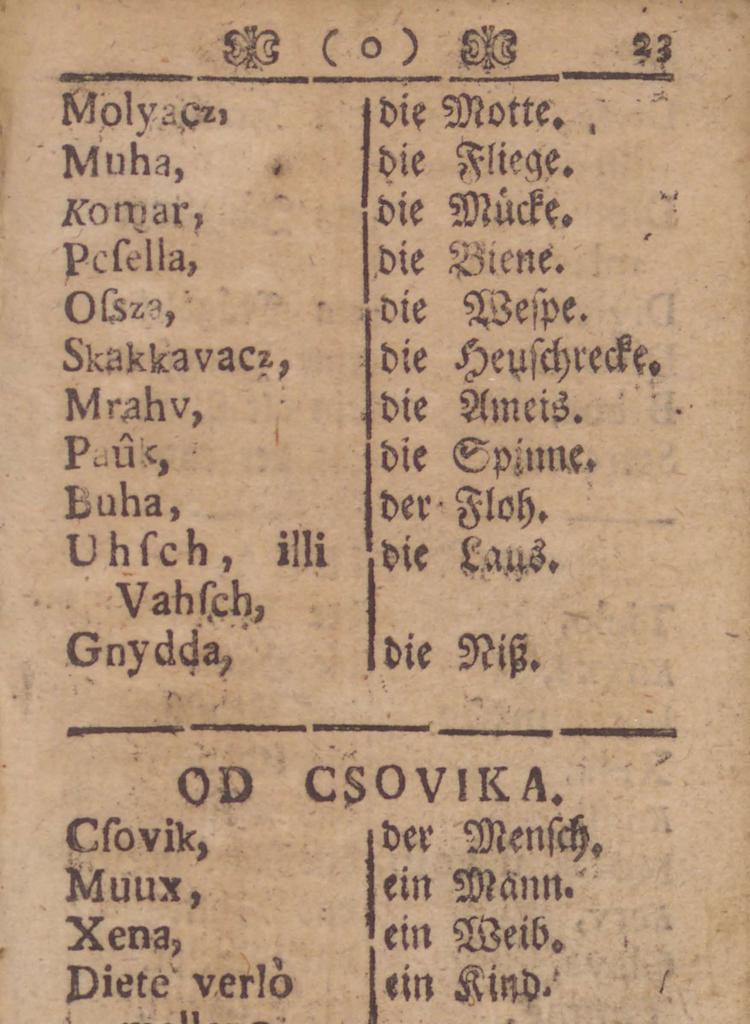 ( o ) 23
Molyacz, die Motte.
Muha, die Fliege.
Komar, die Mücke.
Pcſella, die Biene.
Oſsza, die Weſpe.
Skakkavacz, die Heuſchrecke.
Mrahv, die Ameis.
Paûk, die Spinne.
Buha, der Floh.
Uhſch, illi die Laus.
Vahſch,
Gnydda, die Niß.
OD CSOVIKA.
Cſovik, der Menſch.
Muux, ein Mann.
Xena, ein Weib.
Diete verlò ein Kind.